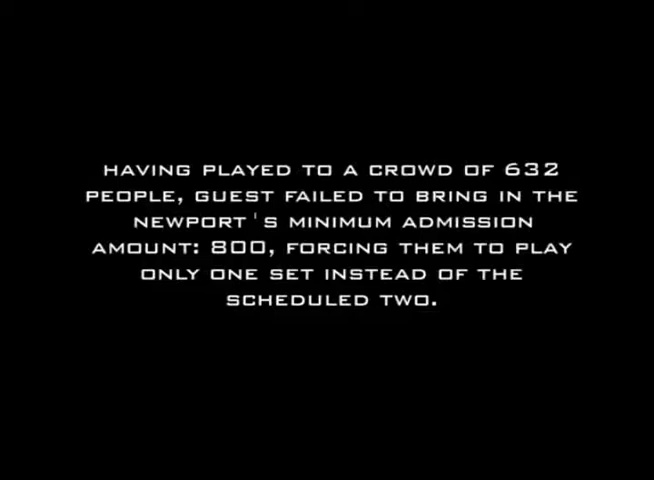 HAVING PLAYED TO A CROWD OF 632
PEOPLE, GUEST FAILED TO BRING IN THE
NEWPORT'S MINIMUM ADMISSION
AMOUNT: 800, FORCING THEM TO PLAY
ONLY ONE SET INSTEAD OF THE
SCHEDULED TWO.